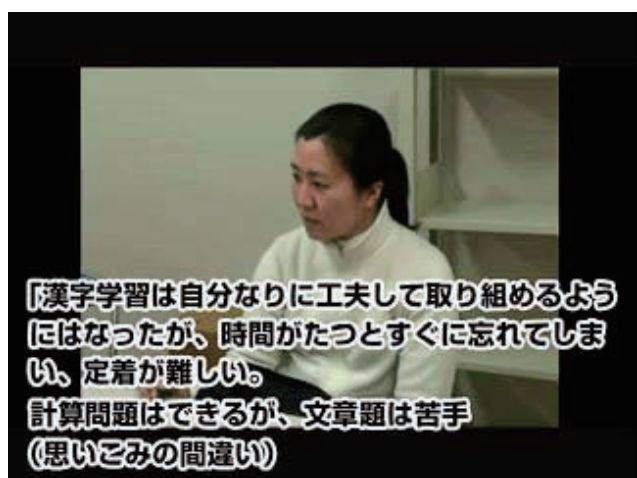 「漢字学習は自分なりに工夫して取り組めるよう
にはなったが、時間がたつとすぐに忘れてしま
い、定着が難しい。
計算問題はできるが、文章題は苦手
(思いこみの間違い)